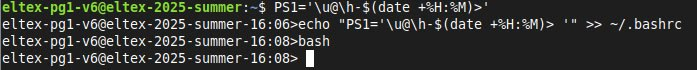 eltex-pg1-v6@eltex-2025-summer:~$ PS1='\u@\h-$(date +%H:%M)>'
eltex-pg1-v6@eltex-2025-summer-16:06>echo "PS1='\u@\h-$(date +%H:%M)> '" >> ~/.bashrc
eltex-pg1-v6@eltex-2025-summer-16:08>bash
eltex-pg1-v6@eltex-2025-summer-16:08>